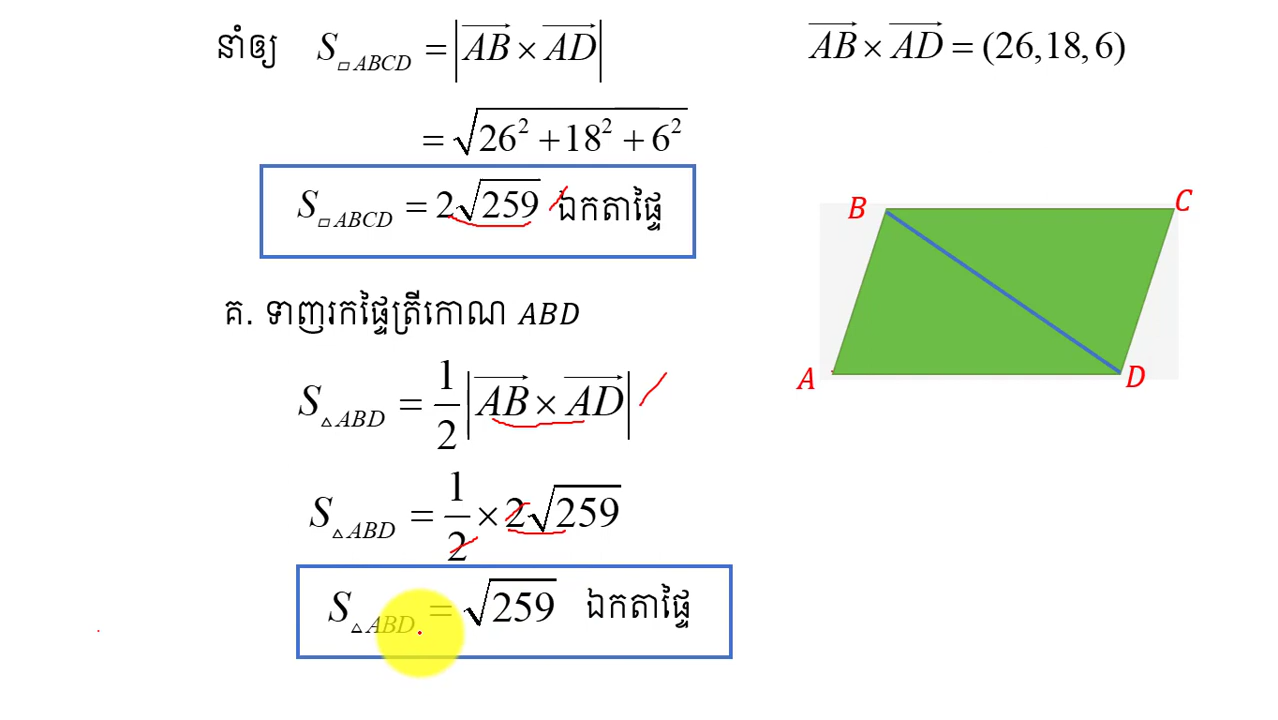 នាំឲ្យ S□ABCD = |AB × AD|
AB × AD = (26,18,6)
= √(26² + 18² + 6²)
S□ABCD = 2√259 ឯកតាផ្ទៃ
B
C
A
D
គ. ទាញរកផ្ទៃត្រីកោណ ABD
S△ABD = 1/2 |AB × AD|
S△ABD = 1/2 × 2√259
S△ABD = √259 ឯកតាផ្ទៃ